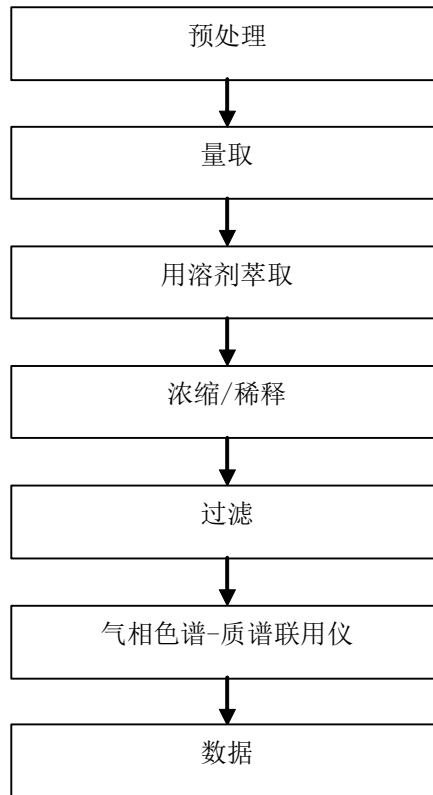 预处理
量取
用溶剂萃取
浓缩/稀释
过滤
气相色谱-质谱联用仪
数据